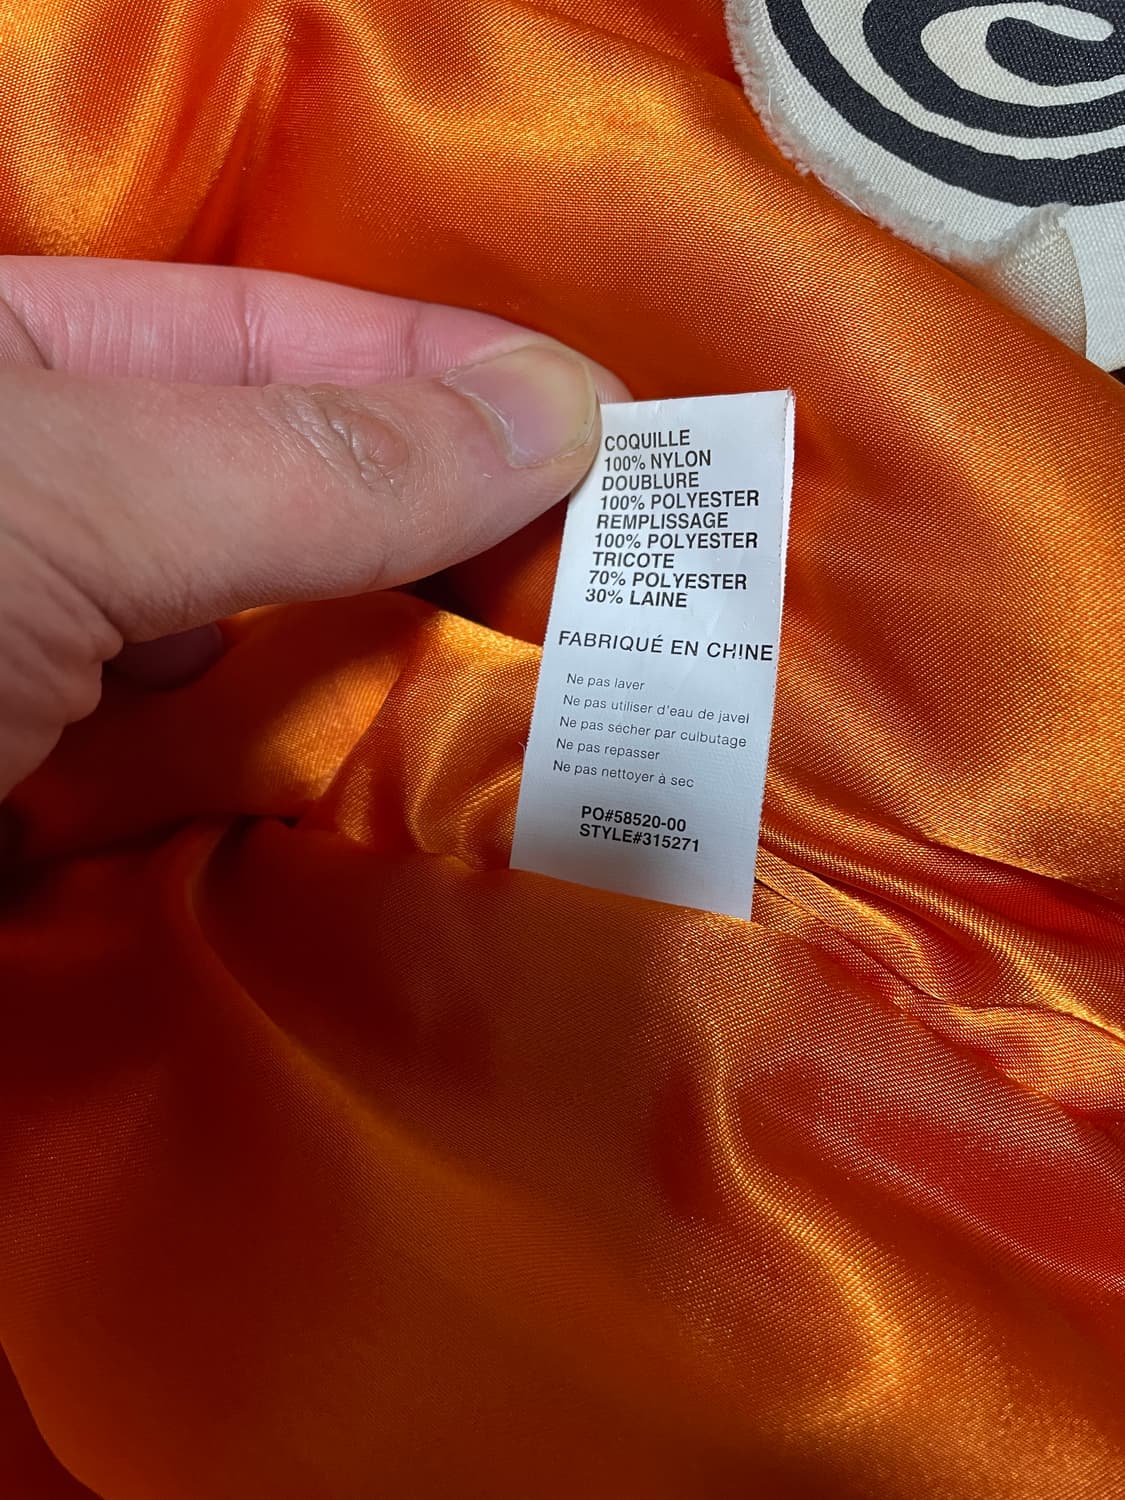 COQUILLE
100% NYLON
DOUBLURE
100% POLYESTER
REMPLISSAGE
100% POLYESTER
TRICOTE
70% POLYESTER
30% LAINE
FABRIQUÉ EN CHINE
Ne pas laver
Ne pas utiliser d'eau de javel
Ne pas sécher par culbutage
Ne pas repasser
Ne pas nettoyer à sec
PO#58520-00
STYLE#315271